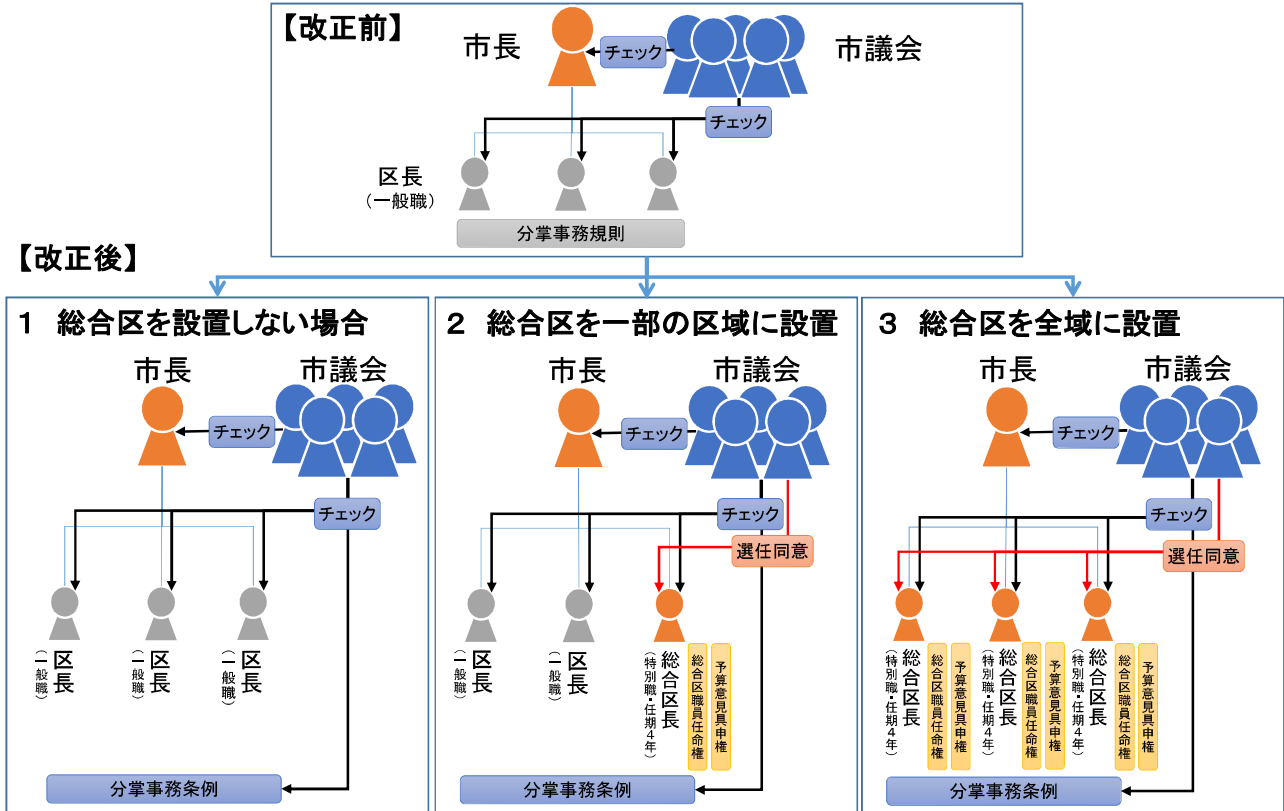 【改正前】
市長
チェック
市議会
チェック
区長
（一般職）
分掌事務規則
【改正後】
１　総合区を設置しない場合
市長
市議会
チェック
チェック
区長
（一般職）
区長
（一般職）
区長
（一般職）
分掌事務条例
２　総合区を一部の区域に設置
市長
市議会
チェック
チェック
選任同意
区長
（一般職）
区長
（一般職）
総合区長
（特別職・任期４年）
総合区職員任命権
予算意見具申権
分掌事務条例
３　総合区を全域に設置
市長
市議会
チェック
チェック
選任同意
総合区長
（特別職・任期４年）
総合区職員任命権
予算意見具申権
総合区長
（特別職・任期４年）
総合区職員任命権
予算意見具申権
総合区長
（特別職・任期４年）
総合区職員任命権
予算意見具申権
分掌事務条例